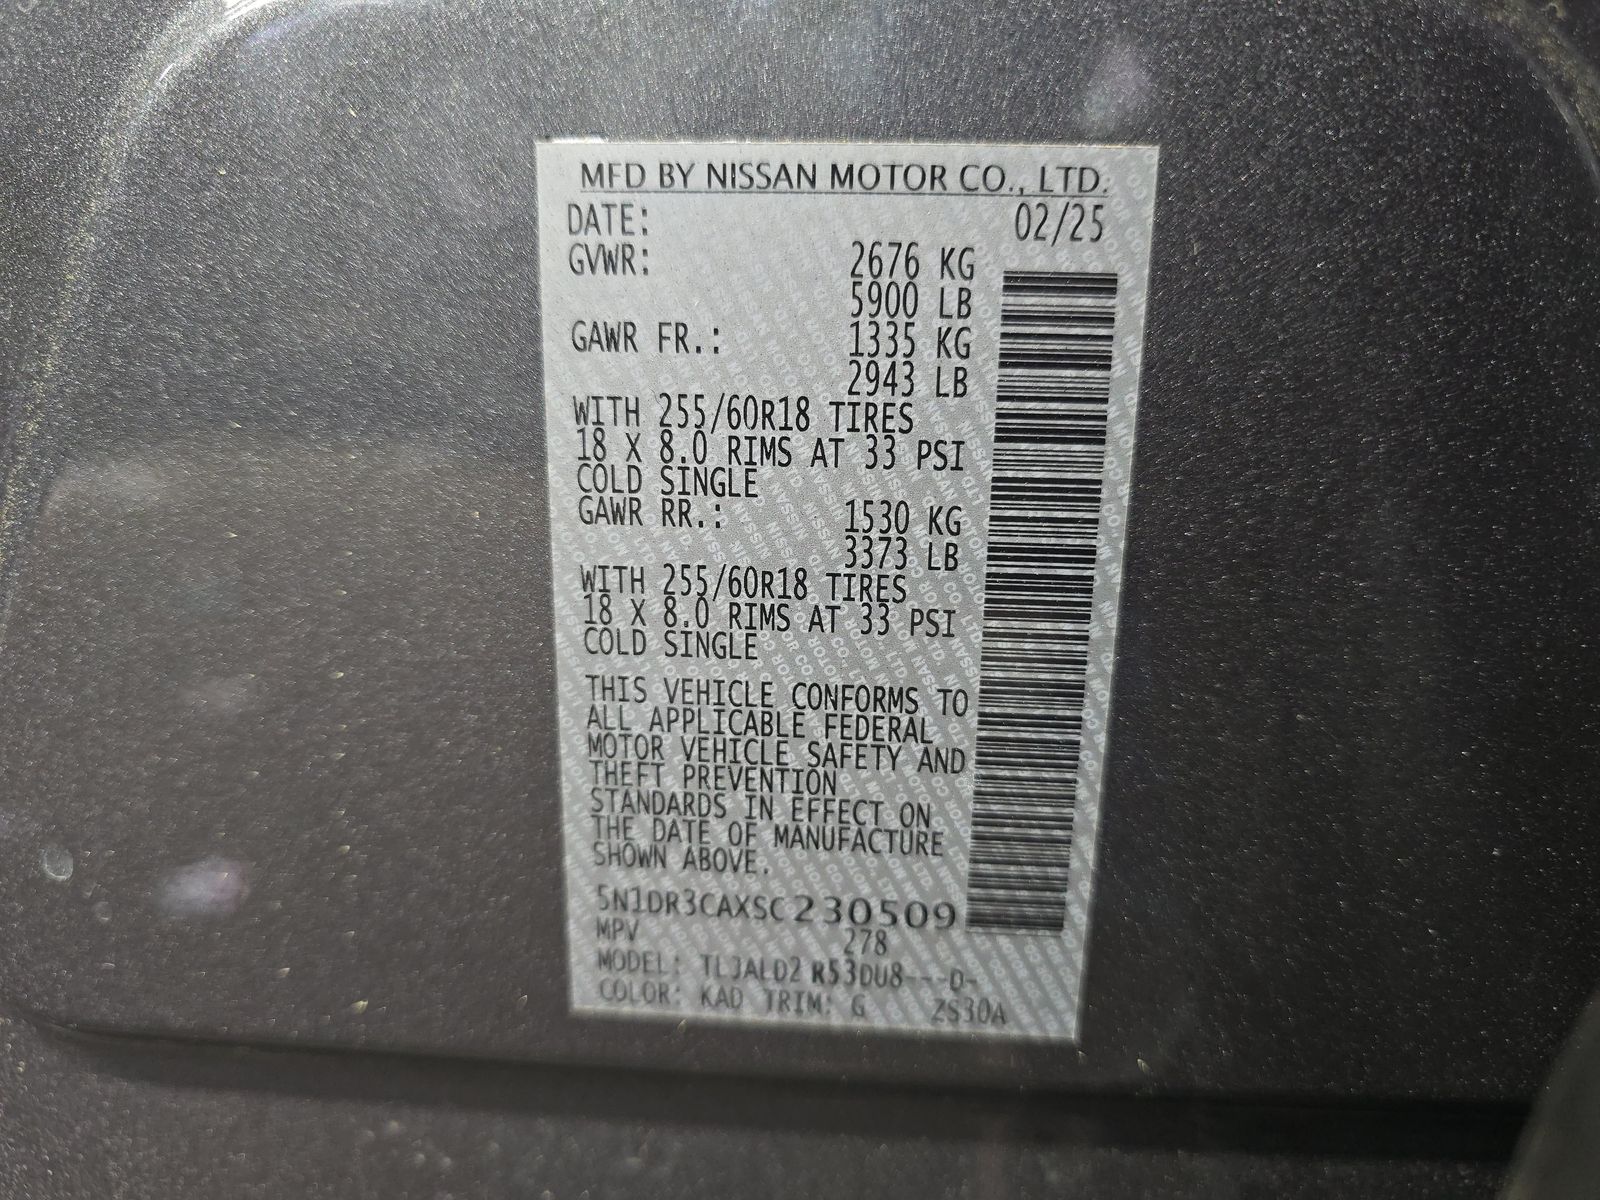 MFD BY NISSAN MOTOR CO., LTD.
DATE: 02/25
GVWR: 2676 KG
5900 LB
GAWR FR.: 1335 KG
2943 LB
WITH 255/60R18 TIRES
18 X 8.0 RIMS AT 33 PSI
COLD SINGLE
GAWR RR.: 1530 KG
3373 LB
WITH 255/60R18 TIRES
18 X 8.0 RIMS AT 33 PSI
COLD SINGLE
THIS VEHICLE CONFORMS TO
ALL APPLICABLE FEDERAL
MOTOR VEHICLE SAFETY AND
THEFT PREVENTION
STANDARDS IN EFFECT ON
THE DATE OF MANUFACTURE
SHOWN ABOVE.
5N1DR3CAXSC230509
MPV 278
MODEL: TLJALD2 R53DU8---D-
COLOR: KAD TRIM: G ZS30A